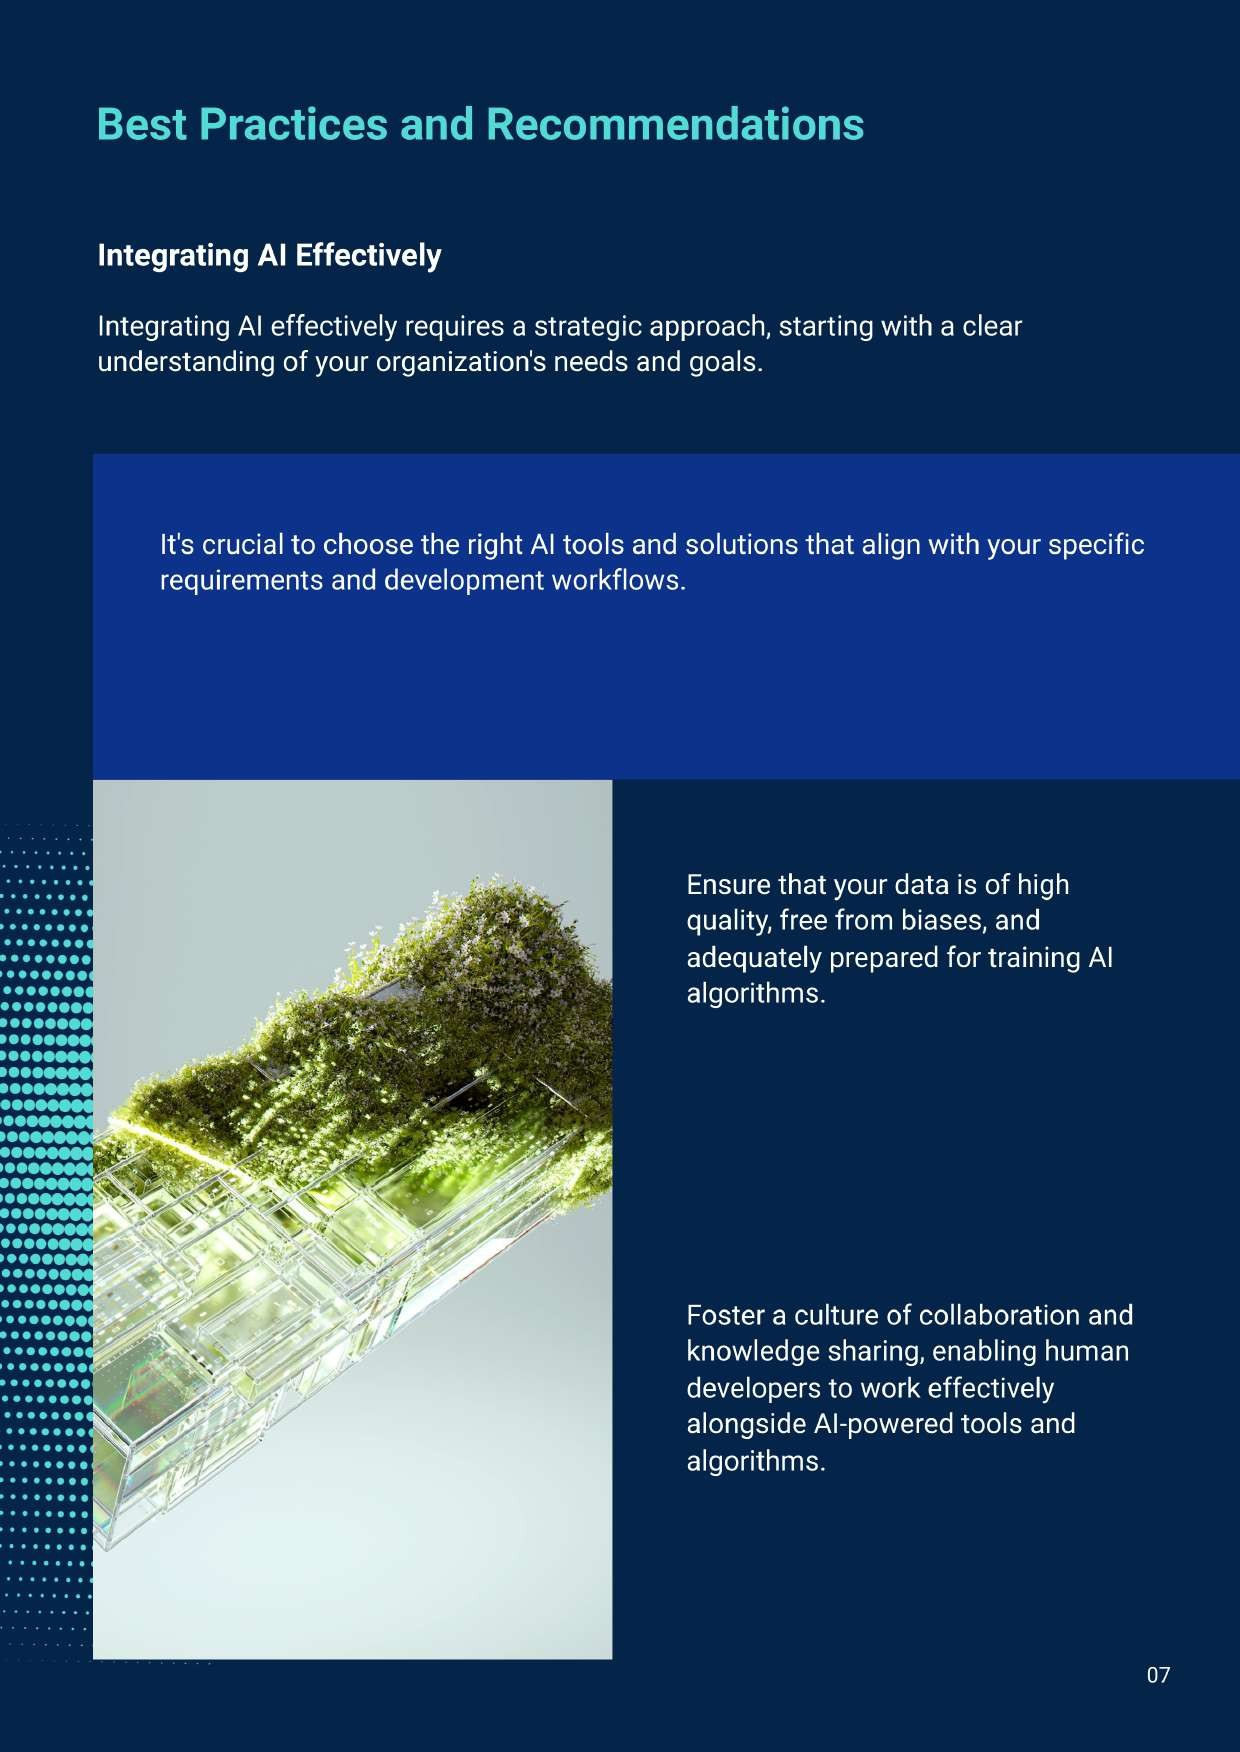 Best Practices and Recommendations
Integrating AI Effectively
Integrating AI effectively requires a strategic approach, starting with a clear
understanding of your organization's needs and goals.
It's crucial to choose the right AI tools and solutions that align with your specific
requirements and development workflows.
Ensure that your data is of high
quality, free from biases, and
adequately prepared for training AI
algorithms.
Foster a culture of collaboration and
knowledge sharing, enabling human
developers to work effectively
alongside AI-powered tools and
algorithms.
07